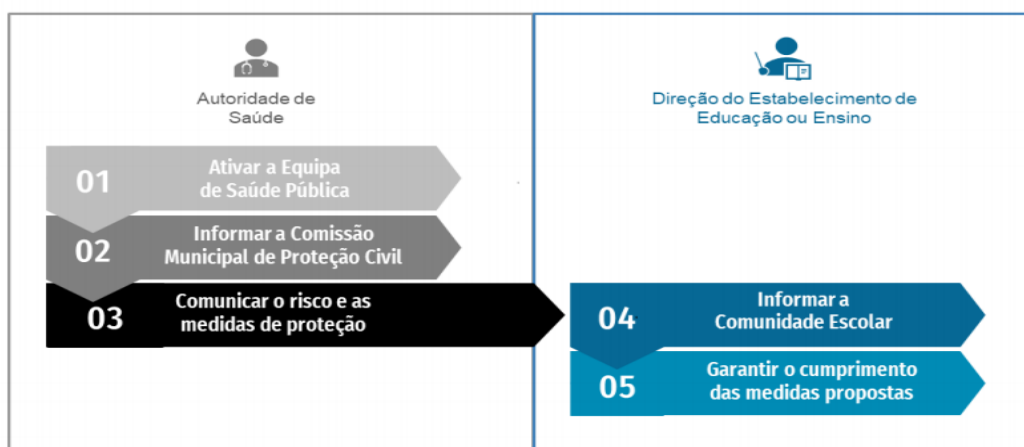 Autoridade de
Saúde
Direção do Estabelecimento de
Educação ou Ensino
01
Ativar a Equipa
de Saúde Pública
02
Informar a Comissão
Municipal de Proteção Civil
03
Comunicar o risco e as
medidas de proteção
04
Informar a
Comunidade Escolar
05
Garantir o cumprimento
das medidas propostas